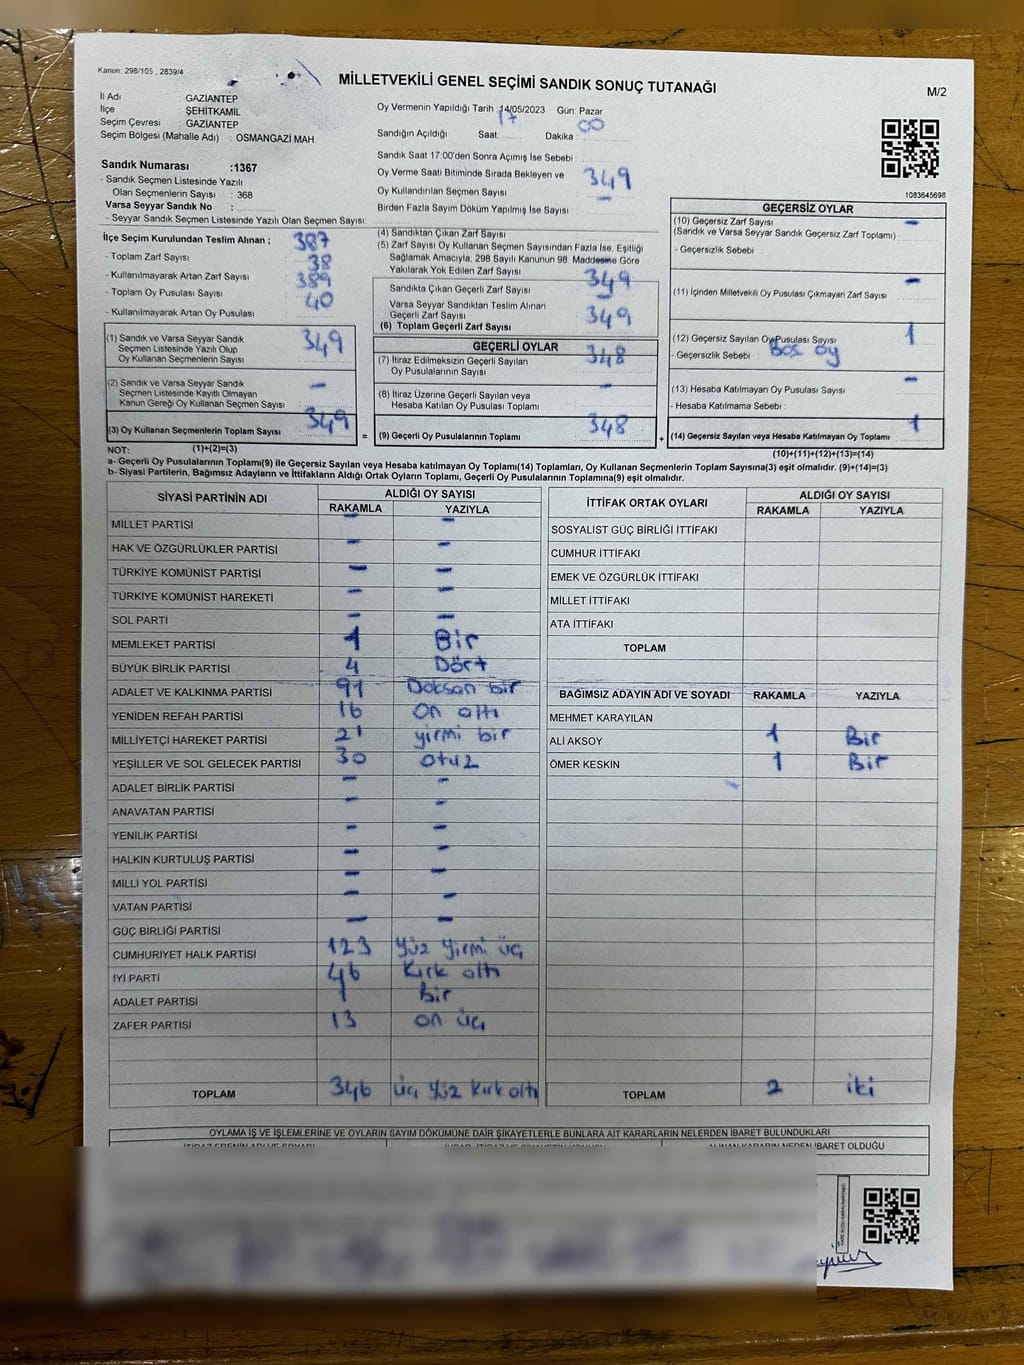 Kanun: 298/105 , 2839/4
MİLLETVEKİLİ GENEL SEÇİMİ SANDIK SONUÇ TUTANAĞI
M/2
İl Adı GAZİANTEP
İlçe ŞEHİTKAMİL
Seçim Çevresi : GAZİANTEP
Seçim Bölgesi (Mahalle Adı) : OSMANGAZİ MAH.
Oy Vermenin Yapıldığı Tarih 14/05/2023 Gün: Pazar
Sandığın Açıldığı Saat 17 Dakika 00
Sandık Saat 17:00'den Sonra Açımış İse Sebebi
Sandık Numarası :1367
- Sandık Seçmen Listesinde Yazılı
Olan Seçmenlerin Sayısı : 368
Varsa Seyyar Sandık No :
- Seyyar Sandık Seçmen Listesinde Yazılı Olan Seçmen Sayısı:
Oy Verme Saati Bitiminde Sırada Bekleyen ve
Oy Kullandırılan Seçmen Sayısı 349
Birden Fazla Sayım Döküm Yapılmış İse Sayısı –
1083645698
İlçe Seçim Kurulundan Teslim Alınan ;
- Toplam Zarf Sayısı 387
- Kullanılmayarak Artan Zarf Sayısı 38
- Toplam Oy Pusulası Sayısı 389
- Kullanılmayarak Artan Oy Pusulası 40
(4) Sandıktan Çıkan Zarf Sayısı
(5) Zarf Sayısı Oy Kullanan Seçmen Sayısından Fazla İse, Eşitliği
Sağlamak Amacıyla; 298 Sayılı Kanunun 98. Maddesine Göre
Yakılarak Yok Edilen Zarf Sayısı
Sandıkta Çıkan Geçerli Zarf Sayısı 349
Varsa Seyyar Sandıktan Teslim Alınan
Geçerli Zarf Sayısı –
(6) Toplam Geçerli Zarf Sayısı 349
GEÇERSİZ OYLAR
(10) Geçersiz Zarf Sayısı –
(Sandık ve Varsa Seyyar Sandık Geçersiz Zarf Toplamı)
- Geçersizlik Sebebi
(11) İçinden Milletvekili Oy Pusulası Çıkmayan Zarf Sayısı –
(12) Geçersiz Sayılan Oy Pusulası Sayısı 1
- Geçersizlik Sebebi Boş oy
(13) Hesaba Katılmayan Oy Pusulası Sayısı –
- Hesaba Katılmama Sebebi :
(14) Geçersiz Sayılan veya Hesaba Katılmayan Oy Toplamı 1
(1) Sandık ve Varsa Seyyar Sandık
Seçmen Listesinde Yazılı Olup
Oy Kullanan Seçmenlerin Sayısı 349
(2) Sandık ve Varsa Seyyar Sandık
Seçmen Listesinde Kayıtlı Olmayan
Kanun Gereği Oy Kullanan Seçmen Sayısı –
(3) Oy Kullanan Seçmenlerin Toplam Sayısı 349
GEÇERLİ OYLAR
(7) İtiraz Edilmeksizin Geçerli Sayılan
Oy Pusulalarının Sayısı 348
(8) İtiraz Üzerine Geçerli Sayılan veya
Hesaba Katılan Oy Pusulası Toplamı –
= (9) Geçerli Oy Pusulalarının Toplamı 348 +
NOT: (1)+(2)=(3)
(10)+(11)+(12)+(13)=(14)
a- Geçerli Oy Pusulalarının Toplamı(9) ile Geçersiz Sayılan veya Hesaba katılmayan Oy Toplamı(14) Toplamları, Oy Kullanan Seçmenlerin Toplam Sayısına(3) eşit olmalıdır. (9)+(14)=(3)
b- Siyasi Partilerin, Bağımsız Adayların ve İttifakların Aldığı Ortak Oyların Toplamı, Geçerli Oy Pusulalarının Toplamına(9) eşit olmalıdır.
SİYASİ PARTİNİN ADI ALDIĞI OY SAYISI
RAKAMLA YAZIYLA
MİLLET PARTİSİ – –
HAK VE ÖZGÜRLÜKLER PARTİSİ – –
TÜRKİYE KOMÜNİST PARTİSİ – –
TÜRKİYE KOMÜNİST HAREKETİ – –
SOL PARTİ – –
MEMLEKET PARTİSİ 1 Bir
BÜYÜK BİRLİK PARTİSİ 4 Dört
ADALET VE KALKINMA PARTİSİ 91 Doksan bir
YENİDEN REFAH PARTİSİ 16 On altı
MİLLİYETÇİ HAREKET PARTİSİ 21 yirmi bir
YEŞİLLER VE SOL GELECEK PARTİSİ 30 otuz
ADALET BİRLİK PARTİSİ – –
ANAVATAN PARTİSİ – –
YENİLİK PARTİSİ – –
HALKIN KURTULUŞ PARTİSİ – –
MİLLİ YOL PARTİSİ – –
VATAN PARTİSİ – –
GÜÇ BİRLİĞİ PARTİSİ – –
CUMHURİYET HALK PARTİSİ 123 Yüz yirmi üç
İYİ PARTİ 46 Kırk altı
ADALET PARTİSİ 1 Bir
ZAFER PARTİSİ 13 on üç
TOPLAM 346 üç yüz kırk altı
İTTİFAK ORTAK OYLARI ALDIĞI OY SAYISI
RAKAMLA YAZIYLA
SOSYALİST GÜÇ BİRLİĞİ İTTİFAKI
CUMHUR İTTİFAKI
EMEK VE ÖZGÜRLÜK İTTİFAKI
MİLLET İTTİFAKI
ATA İTTİFAKI
TOPLAM
BAĞIMSIZ ADAYIN ADI VE SOYADI RAKAMLA YAZIYLA
MEHMET KARAYILAN
ALİ AKSOY 1 Bir
ÖMER KESKİN 1 Bir
TOPLAM 2 iki
OYLAMA İŞ VE İŞLEMLERİNE VE OYLARIN SAYIM DÖKÜMÜNE DAİR ŞİKAYETLERLE BUNLARA AİT KARARLARIN NELERDEN İBARET BULUNDUKLARI
ALINAN KARARIN NEDEN İBARET OLDUĞU